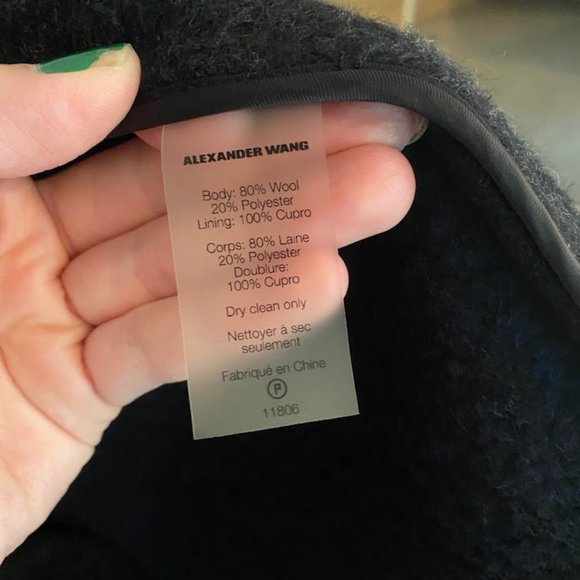 ALEXANDER WANG
Body: 80% Wool
20% Polyester
Lining: 100% Cupro
Corps: 80% Laine
20% Polyester
Doublure:
100% Cupro
Dry clean only
Nettoyer à sec
seulement
Fabriqué en Chine
P
11806